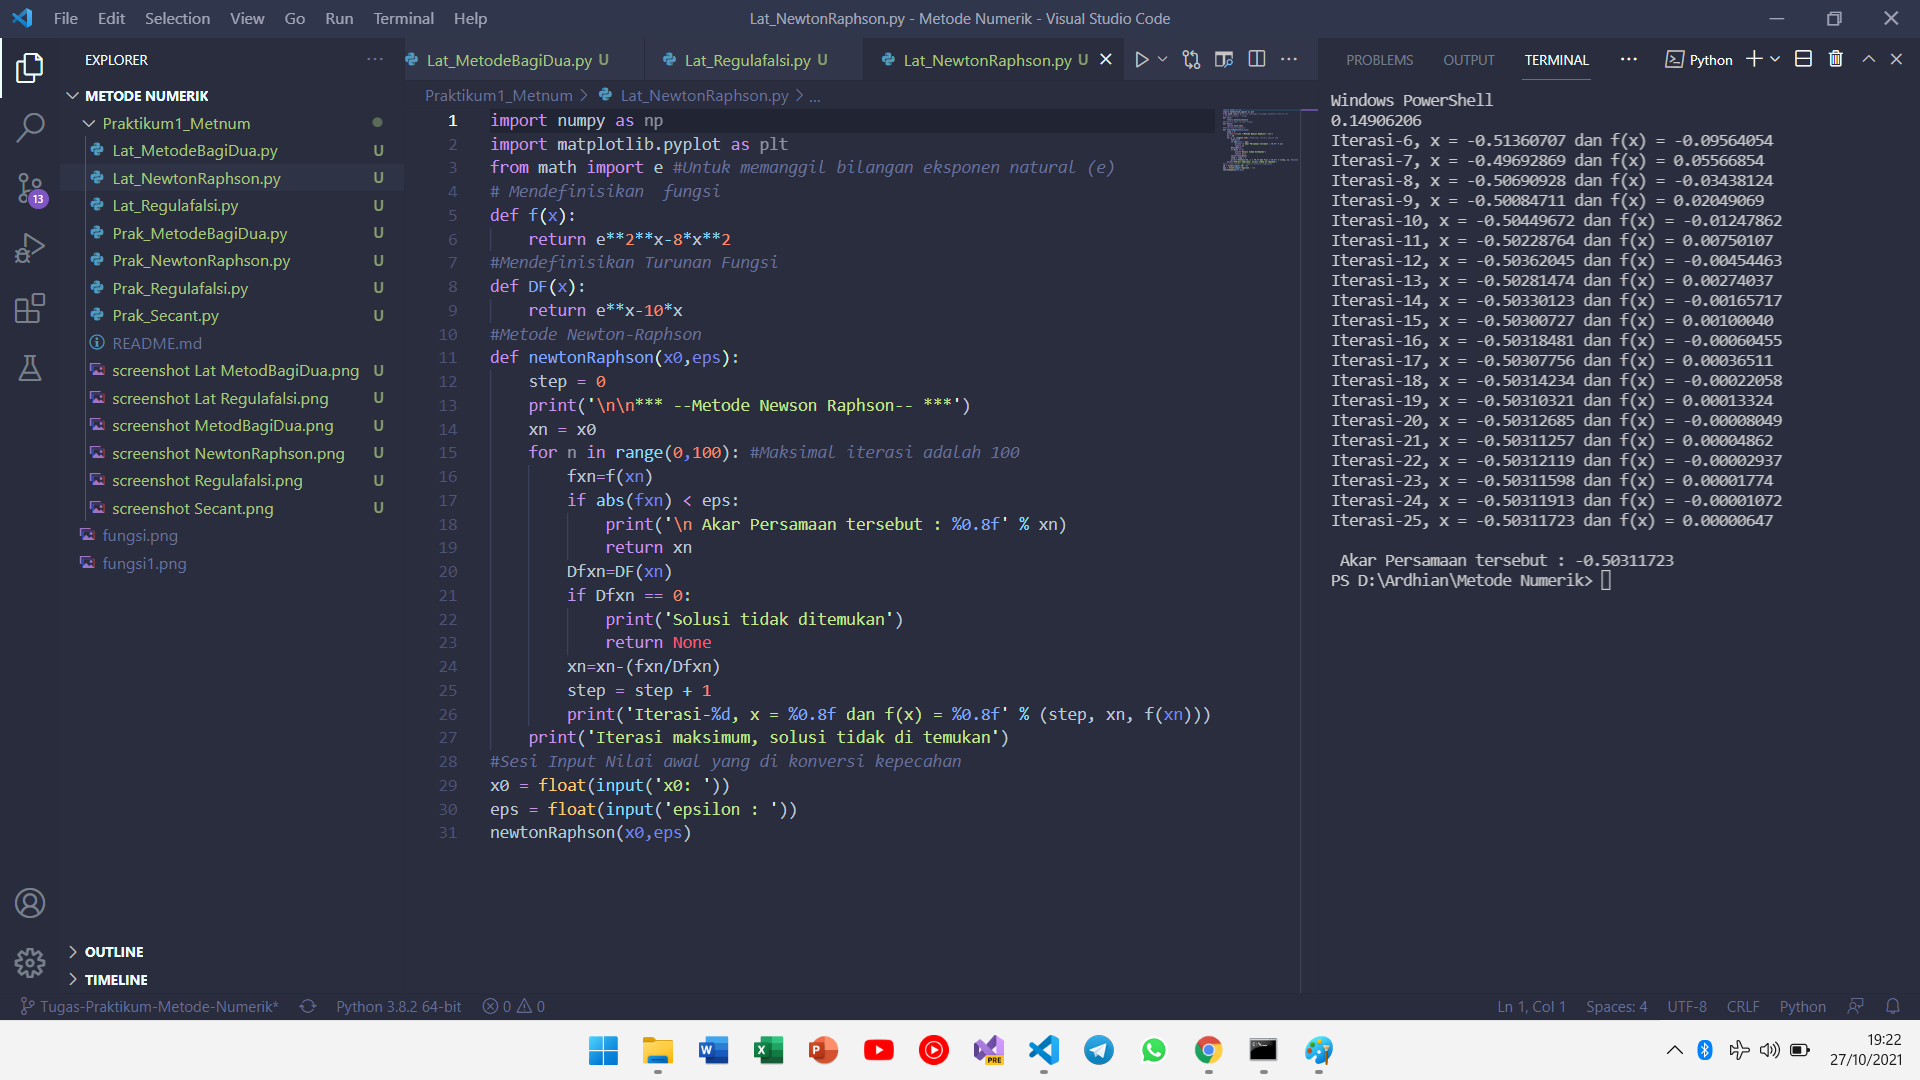 File Edit Selection View Go Run Terminal Help
Lat_NewtonRaphson.py - Metode Numerik - Visual Studio Code
EXPLORER
METODE NUMERIK
Praktikum1_Metnum
Lat_MetodeBagiDua.py U
Lat_NewtonRaphson.py U
Lat_Regulafalsi.py U
Prak_MetodeBagiDua.py U
Prak_NewtonRaphson.py U
Prak_Regulafalsi.py U
Prak_Secant.py U
README.md
screenshot Lat MetodBagiDua.png U
screenshot Lat Regulafalsi.png U
screenshot MetodBagiDua.png U
screenshot NewtonRaphson.png U
screenshot Regulafalsi.png U
screenshot Secant.png U
fungsi.png
fungsi1.png
OUTLINE
TIMELINE
13
Lat_MetodeBagiDua.py U Lat_Regulafalsi.py U Lat_NewtonRaphson.py U
Praktikum1_Metnum > Lat_NewtonRaphson.py > ...
1 import numpy as np
2 import matplotlib.pyplot as plt
3 from math import e #Untuk memanggil bilangan eksponen natural (e)
4 # Mendefinisikan  fungsi
5 def f(x):
6     return e**2**x-8*x**2
7 #Mendefinisikan Turunan Fungsi
8 def DF(x):
9     return e**x-10*x
10 #Metode Newton-Raphson
11 def newtonRaphson(x0,eps):
12     step = 0
13     print('\n\n*** --Metode Newson Raphson-- ***')
14     xn = x0
15     for n in range(0,100): #Maksimal iterasi adalah 100
16         fxn=f(xn)
17         if abs(fxn) < eps:
18             print('\n Akar Persamaan tersebut : %0.8f' % xn)
19             return xn
20         Dfxn=DF(xn)
21         if Dfxn == 0:
22             print('Solusi tidak ditemukan')
23             return None
24         xn=xn-(fxn/Dfxn)
25         step = step + 1
26         print('Iterasi-%d, x = %0.8f dan f(x) = %0.8f' % (step, xn, f(xn)))
27     print('Iterasi maksimum, solusi tidak di temukan')
28 #Sesi Input Nilai awal yang di konversi kepecahan
29 x0 = float(input('x0: '))
30 eps = float(input('epsilon : '))
31 newtonRaphson(x0,eps)
PROBLEMS OUTPUT TERMINAL Python
Windows PowerShell
0.14906206
Iterasi-6, x = -0.51360707 dan f(x) = -0.09564054
Iterasi-7, x = -0.49692869 dan f(x) = 0.05566854
Iterasi-8, x = -0.50690928 dan f(x) = -0.03438124
Iterasi-9, x = -0.50084711 dan f(x) = 0.02049069
Iterasi-10, x = -0.50449672 dan f(x) = -0.01247862
Iterasi-11, x = -0.50228764 dan f(x) = 0.00750107
Iterasi-12, x = -0.50362045 dan f(x) = -0.00454463
Iterasi-13, x = -0.50281474 dan f(x) = 0.00274037
Iterasi-14, x = -0.50330123 dan f(x) = -0.00165717
Iterasi-15, x = -0.50300727 dan f(x) = 0.00100040
Iterasi-16, x = -0.50318481 dan f(x) = -0.00060455
Iterasi-17, x = -0.50307756 dan f(x) = 0.00036511
Iterasi-18, x = -0.50314234 dan f(x) = -0.00022058
Iterasi-19, x = -0.50310321 dan f(x) = 0.00013324
Iterasi-20, x = -0.50312685 dan f(x) = -0.00008049
Iterasi-21, x = -0.50311257 dan f(x) = 0.00004862
Iterasi-22, x = -0.50312119 dan f(x) = -0.00002937
Iterasi-23, x = -0.50311598 dan f(x) = 0.00001774
Iterasi-24, x = -0.50311913 dan f(x) = -0.00001072
Iterasi-25, x = -0.50311723 dan f(x) = 0.00000647
Akar Persamaan tersebut : -0.50311723
PS D:\Ardhian\Metode Numerik>
Tugas-Praktikum-Metode-Numerik* Python 3.8.2 64-bit 0 0
Ln 1, Col 1 Spaces: 4 UTF-8 CRLF Python
19:22
27/10/2021